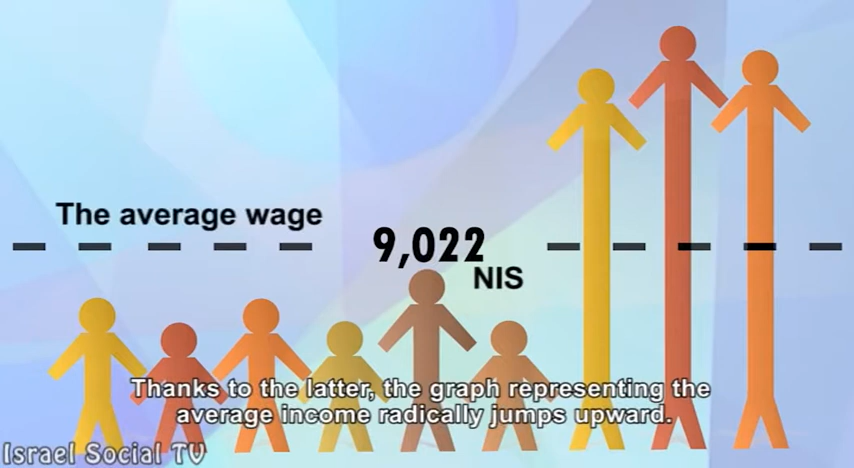 The average wage
9,022
NIS
Thanks to the latter, the graph representing the
average income radically jumps upward.
Israel Social TV